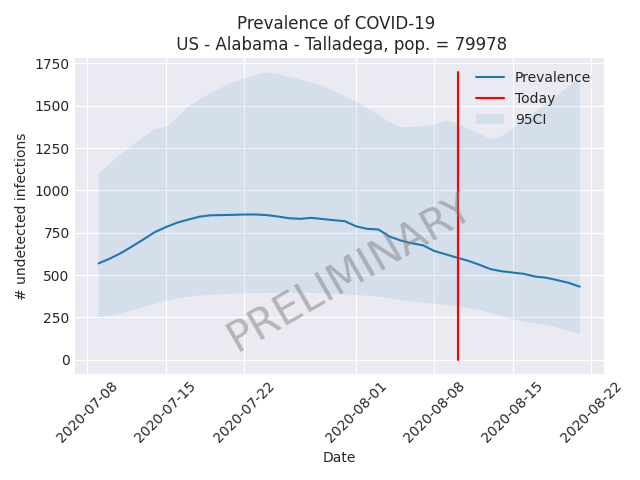 Prevalence of COVID-19
US - Alabama - Talladega, pop. = 79978
Prevalence
Today
95CI
# undetected infections
1750
1500
1250
1000
750
500
250
0
PRELIMINARY
2020-07-08
2020-07-15
2020-07-22
2020-08-01
2020-08-08
2020-08-15
2020-08-22
Date